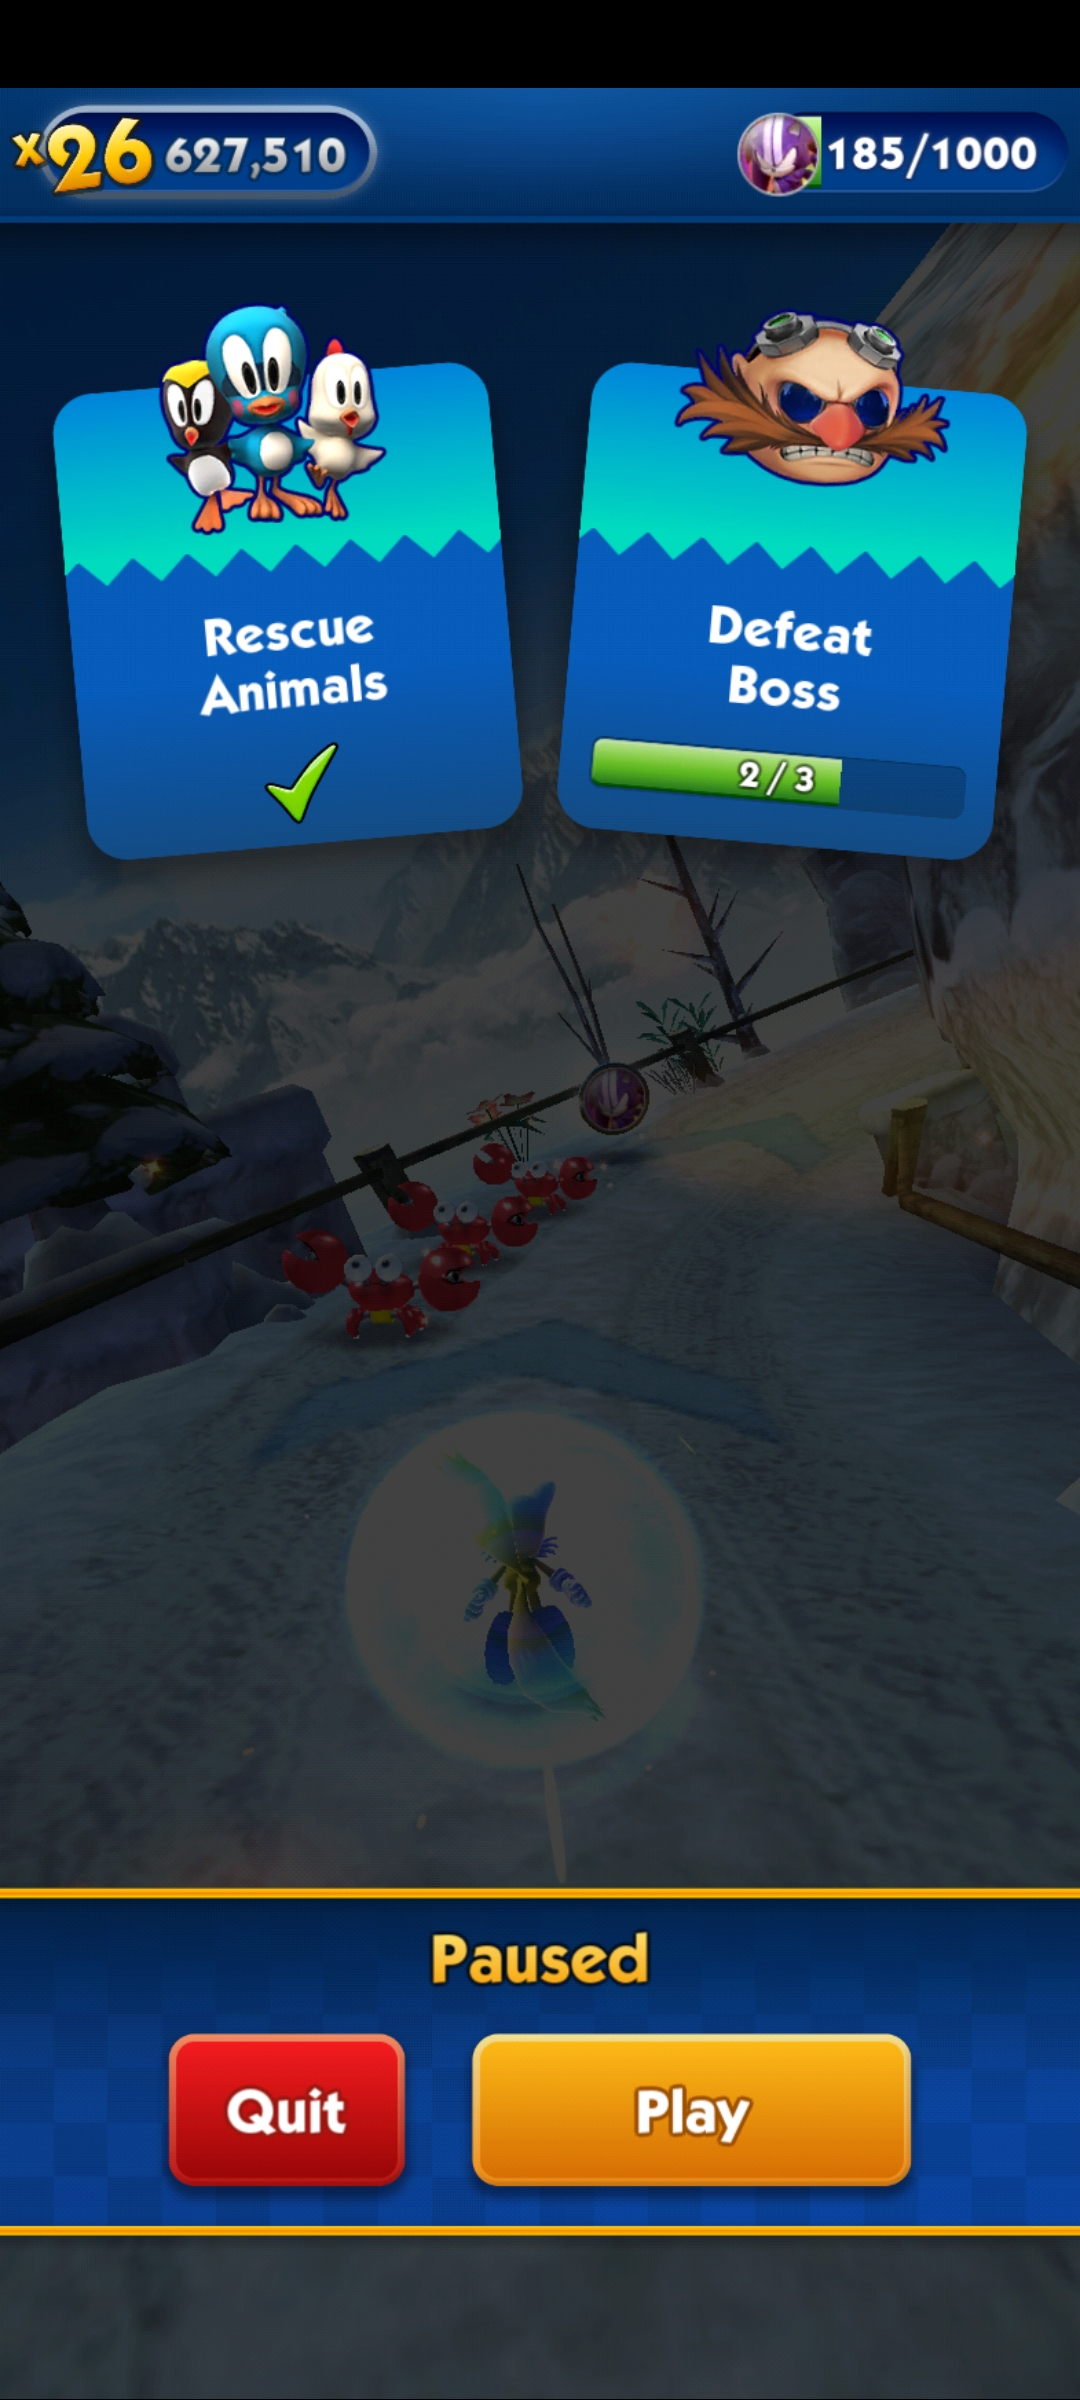 x26 627,510
185/1000
Rescue
Animals
Defeat
Boss
2/3
Paused
Quit
Play